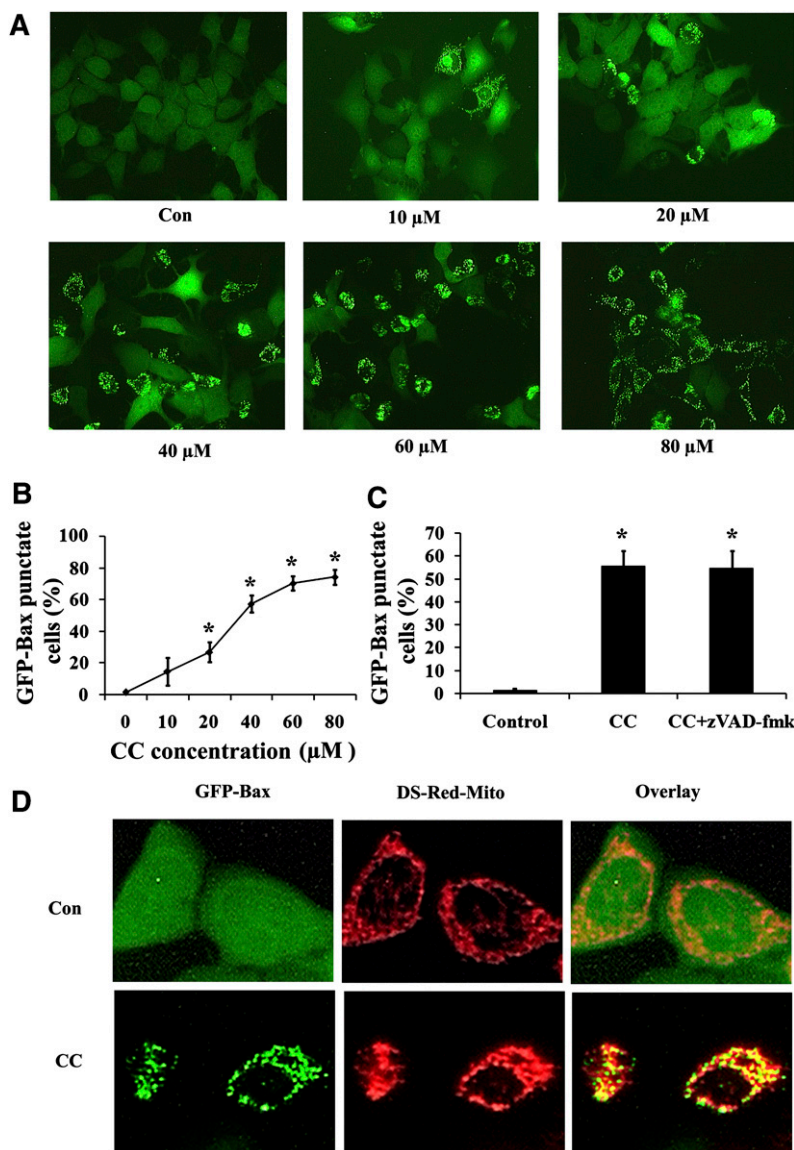 A
Con
10 µM
20 µM
40 µM
60 µM
80 µM
B
GFP-Bax punctate
cells (%)
100
80
60
40
20
0
* * * *
0 10 20 40 60 80
CC concentration (µM )
C
GFP-Bax punctate
cells (%)
70
60
50
40
30
20
10
0
* *
Control CC CC+zVAD-fmk
D
GFP-Bax DS-Red-Mito Overlay
Con
CC